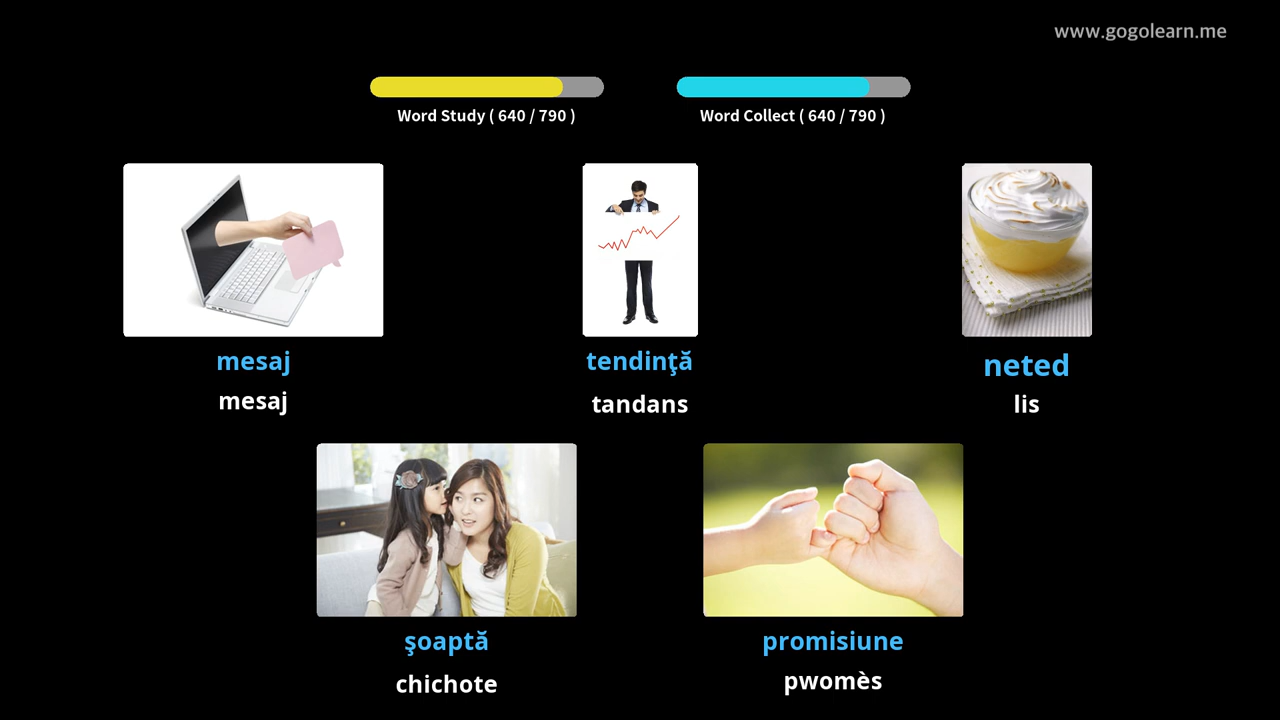 www.gogolearn.me
Word Study ( 640 / 790 )
Word Collect ( 640 / 790 )
mesaj
mesaj
tendinţă
tandans
neted
lis
şoaptă
chichote
promisiune
pwomès